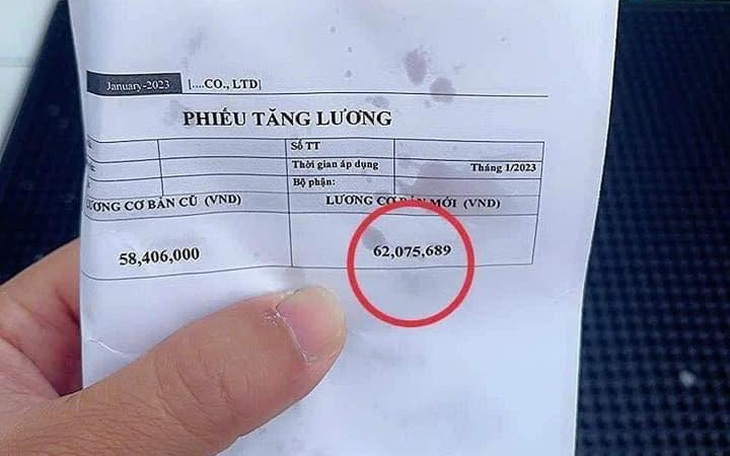 January-2023 [....CO., LTD]
PHIẾU TĂNG LƯƠNG
Số TT
Thời gian áp dụng Tháng 1/2023
Bộ phận:
ƯƠNG CƠ BẢN CŨ (VND) LƯƠNG CƠ BẢN MỚI (VND)
58,406,000 62,075,689